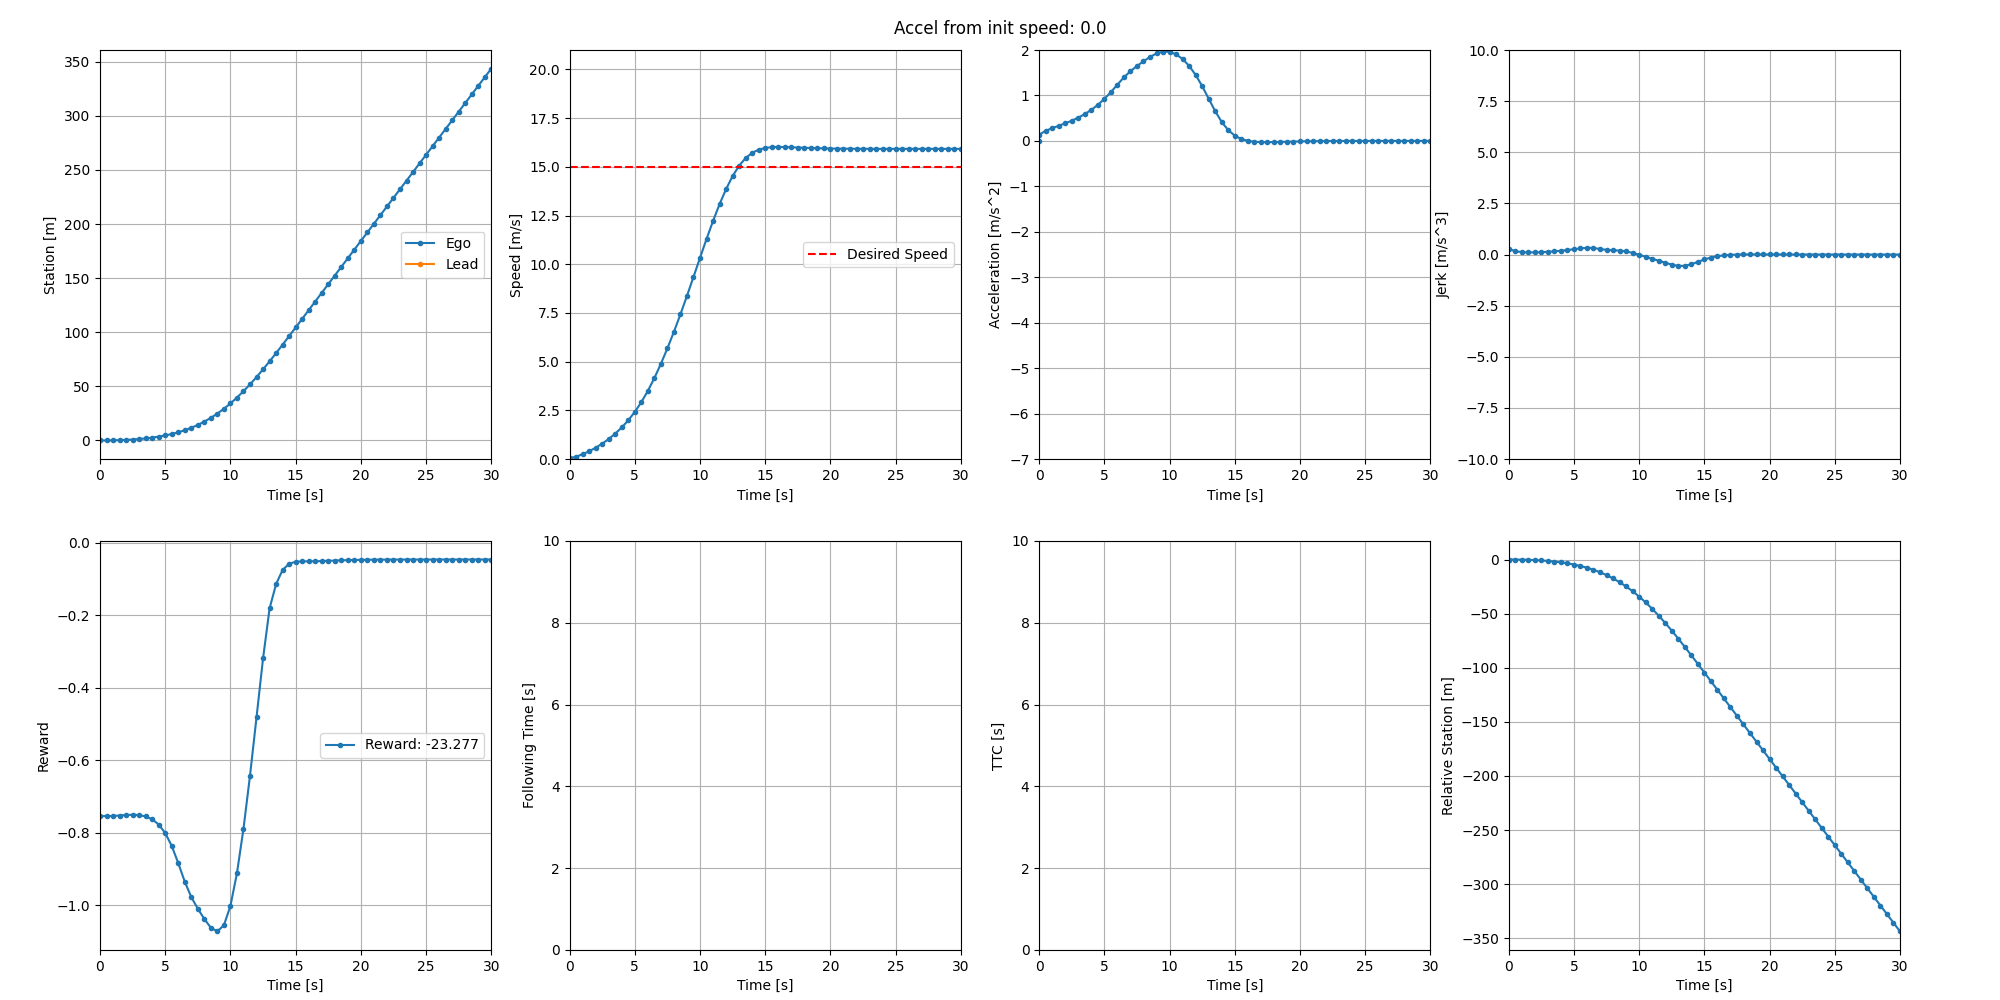 Accel from init speed: 0.0
Station [m]
350
300
250
200
150
100
50
0
Ego
Lead
0 5 10 15 20 25 30
Time [s]
Speed [m/s]
20.0
17.5
15.0
12.5
10.0
7.5
5.0
2.5
0.0
Desired Speed
0 5 10 15 20 25 30
Time [s]
Acceleration [m/s^2]
2
1
0
−1
−2
−3
−4
−5
−6
−7
0 5 10 15 20 25 30
Time [s]
Jerk [m/s^3]
10.0
7.5
5.0
2.5
0.0
−2.5
−5.0
−7.5
−10.0
0 5 10 15 20 25 30
Time [s]
Reward
0.0
−0.2
−0.4
−0.6
−0.8
−1.0
Reward: -23.277
0 5 10 15 20 25 30
Time [s]
Following Time [s]
10
8
6
4
2
0
0 5 10 15 20 25 30
Time [s]
TTC [s]
10
8
6
4
2
0
0 5 10 15 20 25 30
Time [s]
Relative Station [m]
0
−50
−100
−150
−200
−250
−300
−350
0 5 10 15 20 25 30
Time [s]